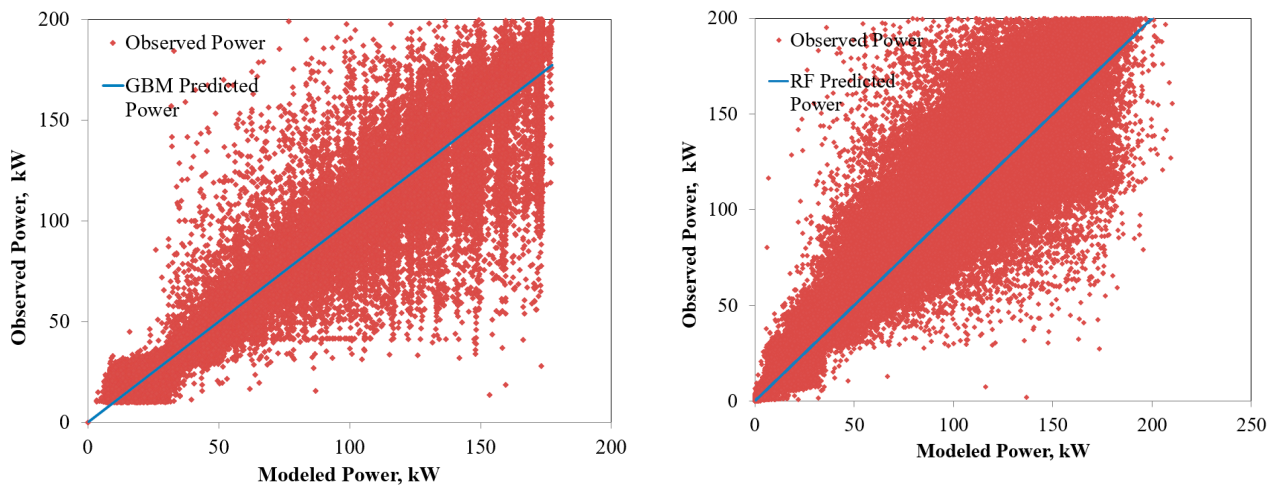 200
150
100
50
0
Observed Power, kW
Observed Power
GBM Predicted
Power
0 50 100 150 200
Modeled Power, kW
200
150
100
50
0
Observed Power, kW
Observed Power
RF Predicted
Power
0 50 100 150 200 250
Modeled Power, kW